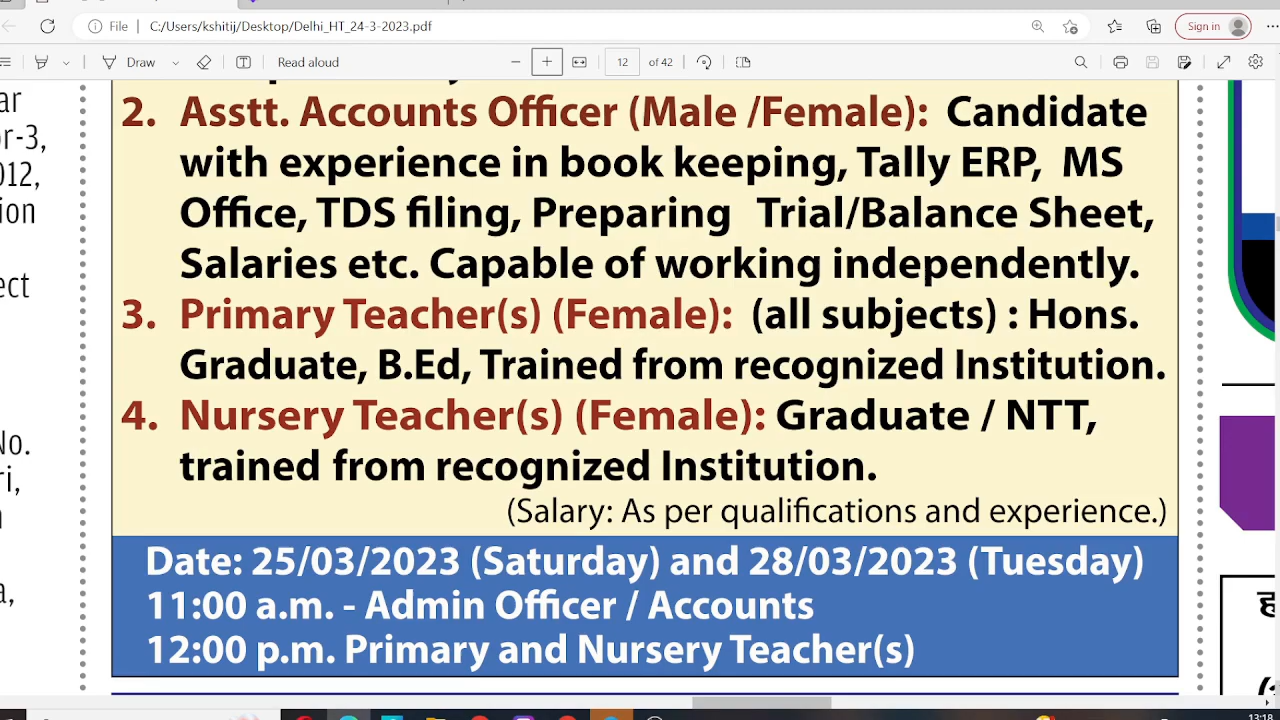 File | C:/Users/kshitij/Desktop/Delhi_HT_24-3-2023.pdf
Sign in
Draw
Read aloud
12 of 42
2. Asstt. Accounts Officer (Male /Female): Candidate
with experience in book keeping, Tally ERP, MS
Office, TDS filing, Preparing Trial/Balance Sheet,
Salaries etc. Capable of working independently.
3. Primary Teacher(s) (Female): (all subjects) : Hons.
Graduate, B.Ed, Trained from recognized Institution.
4. Nursery Teacher(s) (Female): Graduate / NTT,
trained from recognized Institution.
(Salary: As per qualifications and experience.)
Date: 25/03/2023 (Saturday) and 28/03/2023 (Tuesday)
11:00 a.m. - Admin Officer / Accounts
12:00 p.m. Primary and Nursery Teacher(s)
13:18